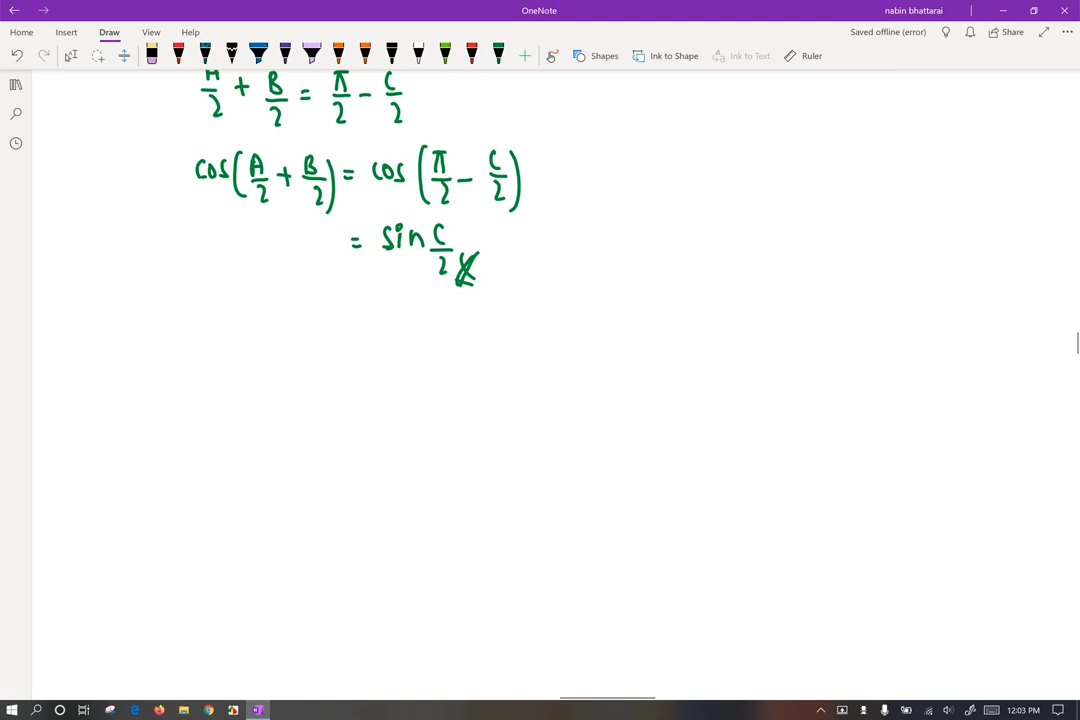 OneNote
nabin bhattarai
Home Insert Draw View Help
Saved offline (error) Share
Shapes Ink to Shape Ink to Text Ruler
A/2 + B/2 = π/2 - C/2
cos(A/2 + B/2) = cos(π/2 - C/2)
= sin C/2
12:03 PM